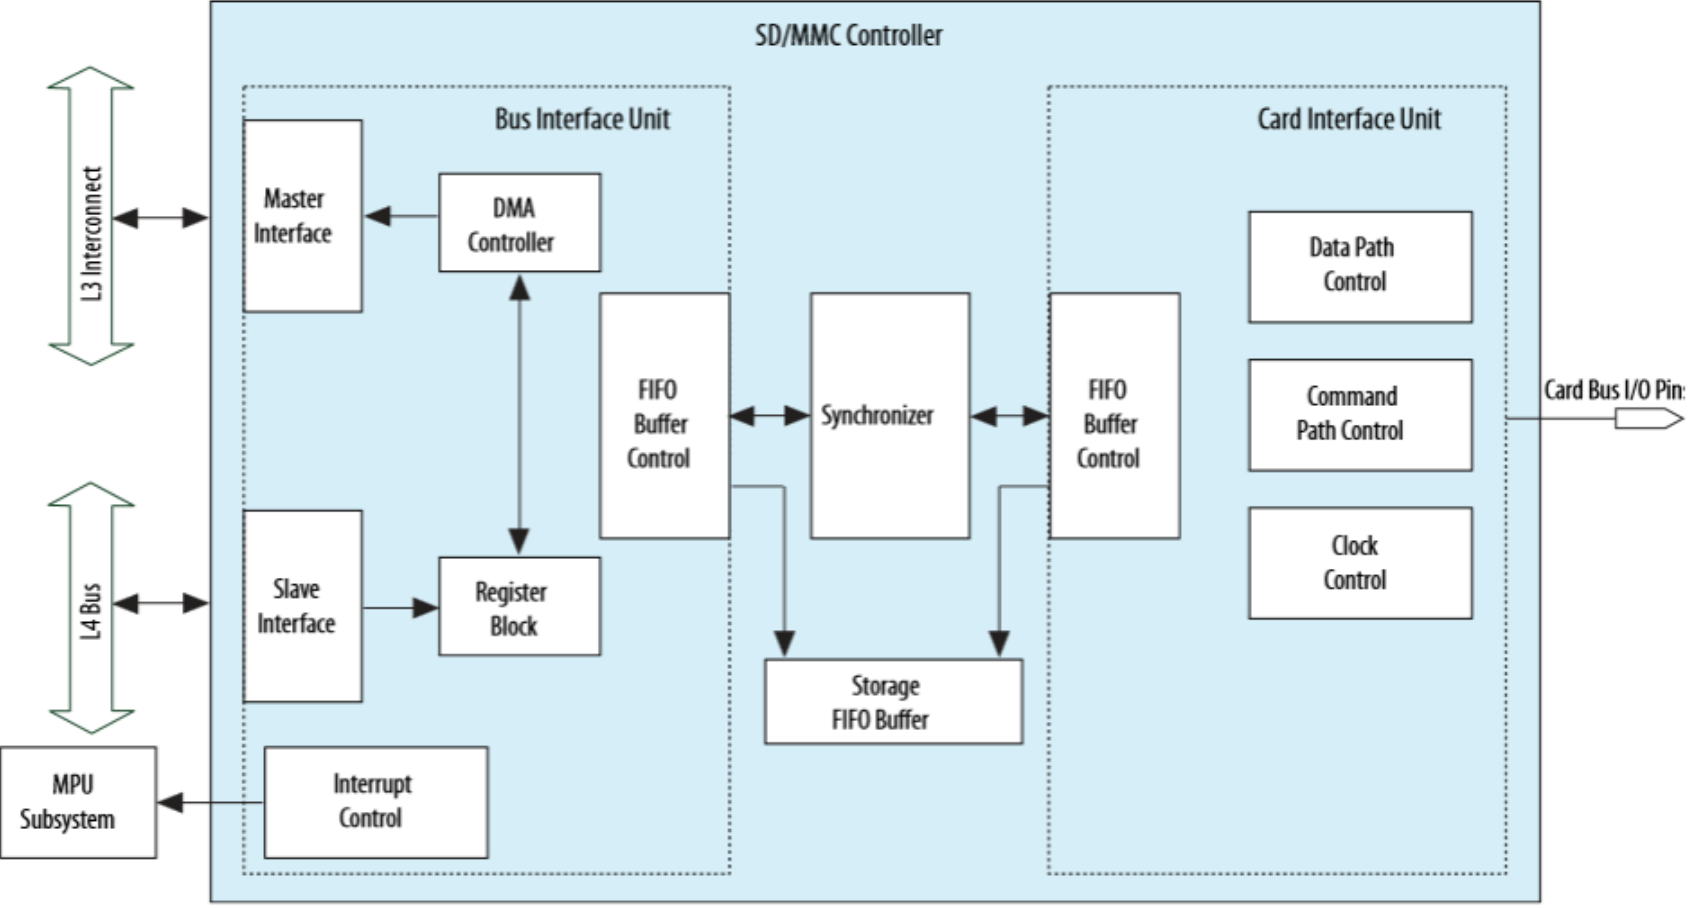 SD/MMC Controller
Bus Interface Unit
Card Interface Unit
L3 Interconnect
Master
Interface
DMA
Controller
Data Path
Control
FIFO
Buffer
Control
Synchronizer
FIFO
Buffer
Control
Command
Path Control
Card Bus I/O Pin
Clock
Control
L4 Bus
Slave
Interface
Register
Block
Storage
FIFO Buffer
MPU
Subsystem
Interrupt
Control